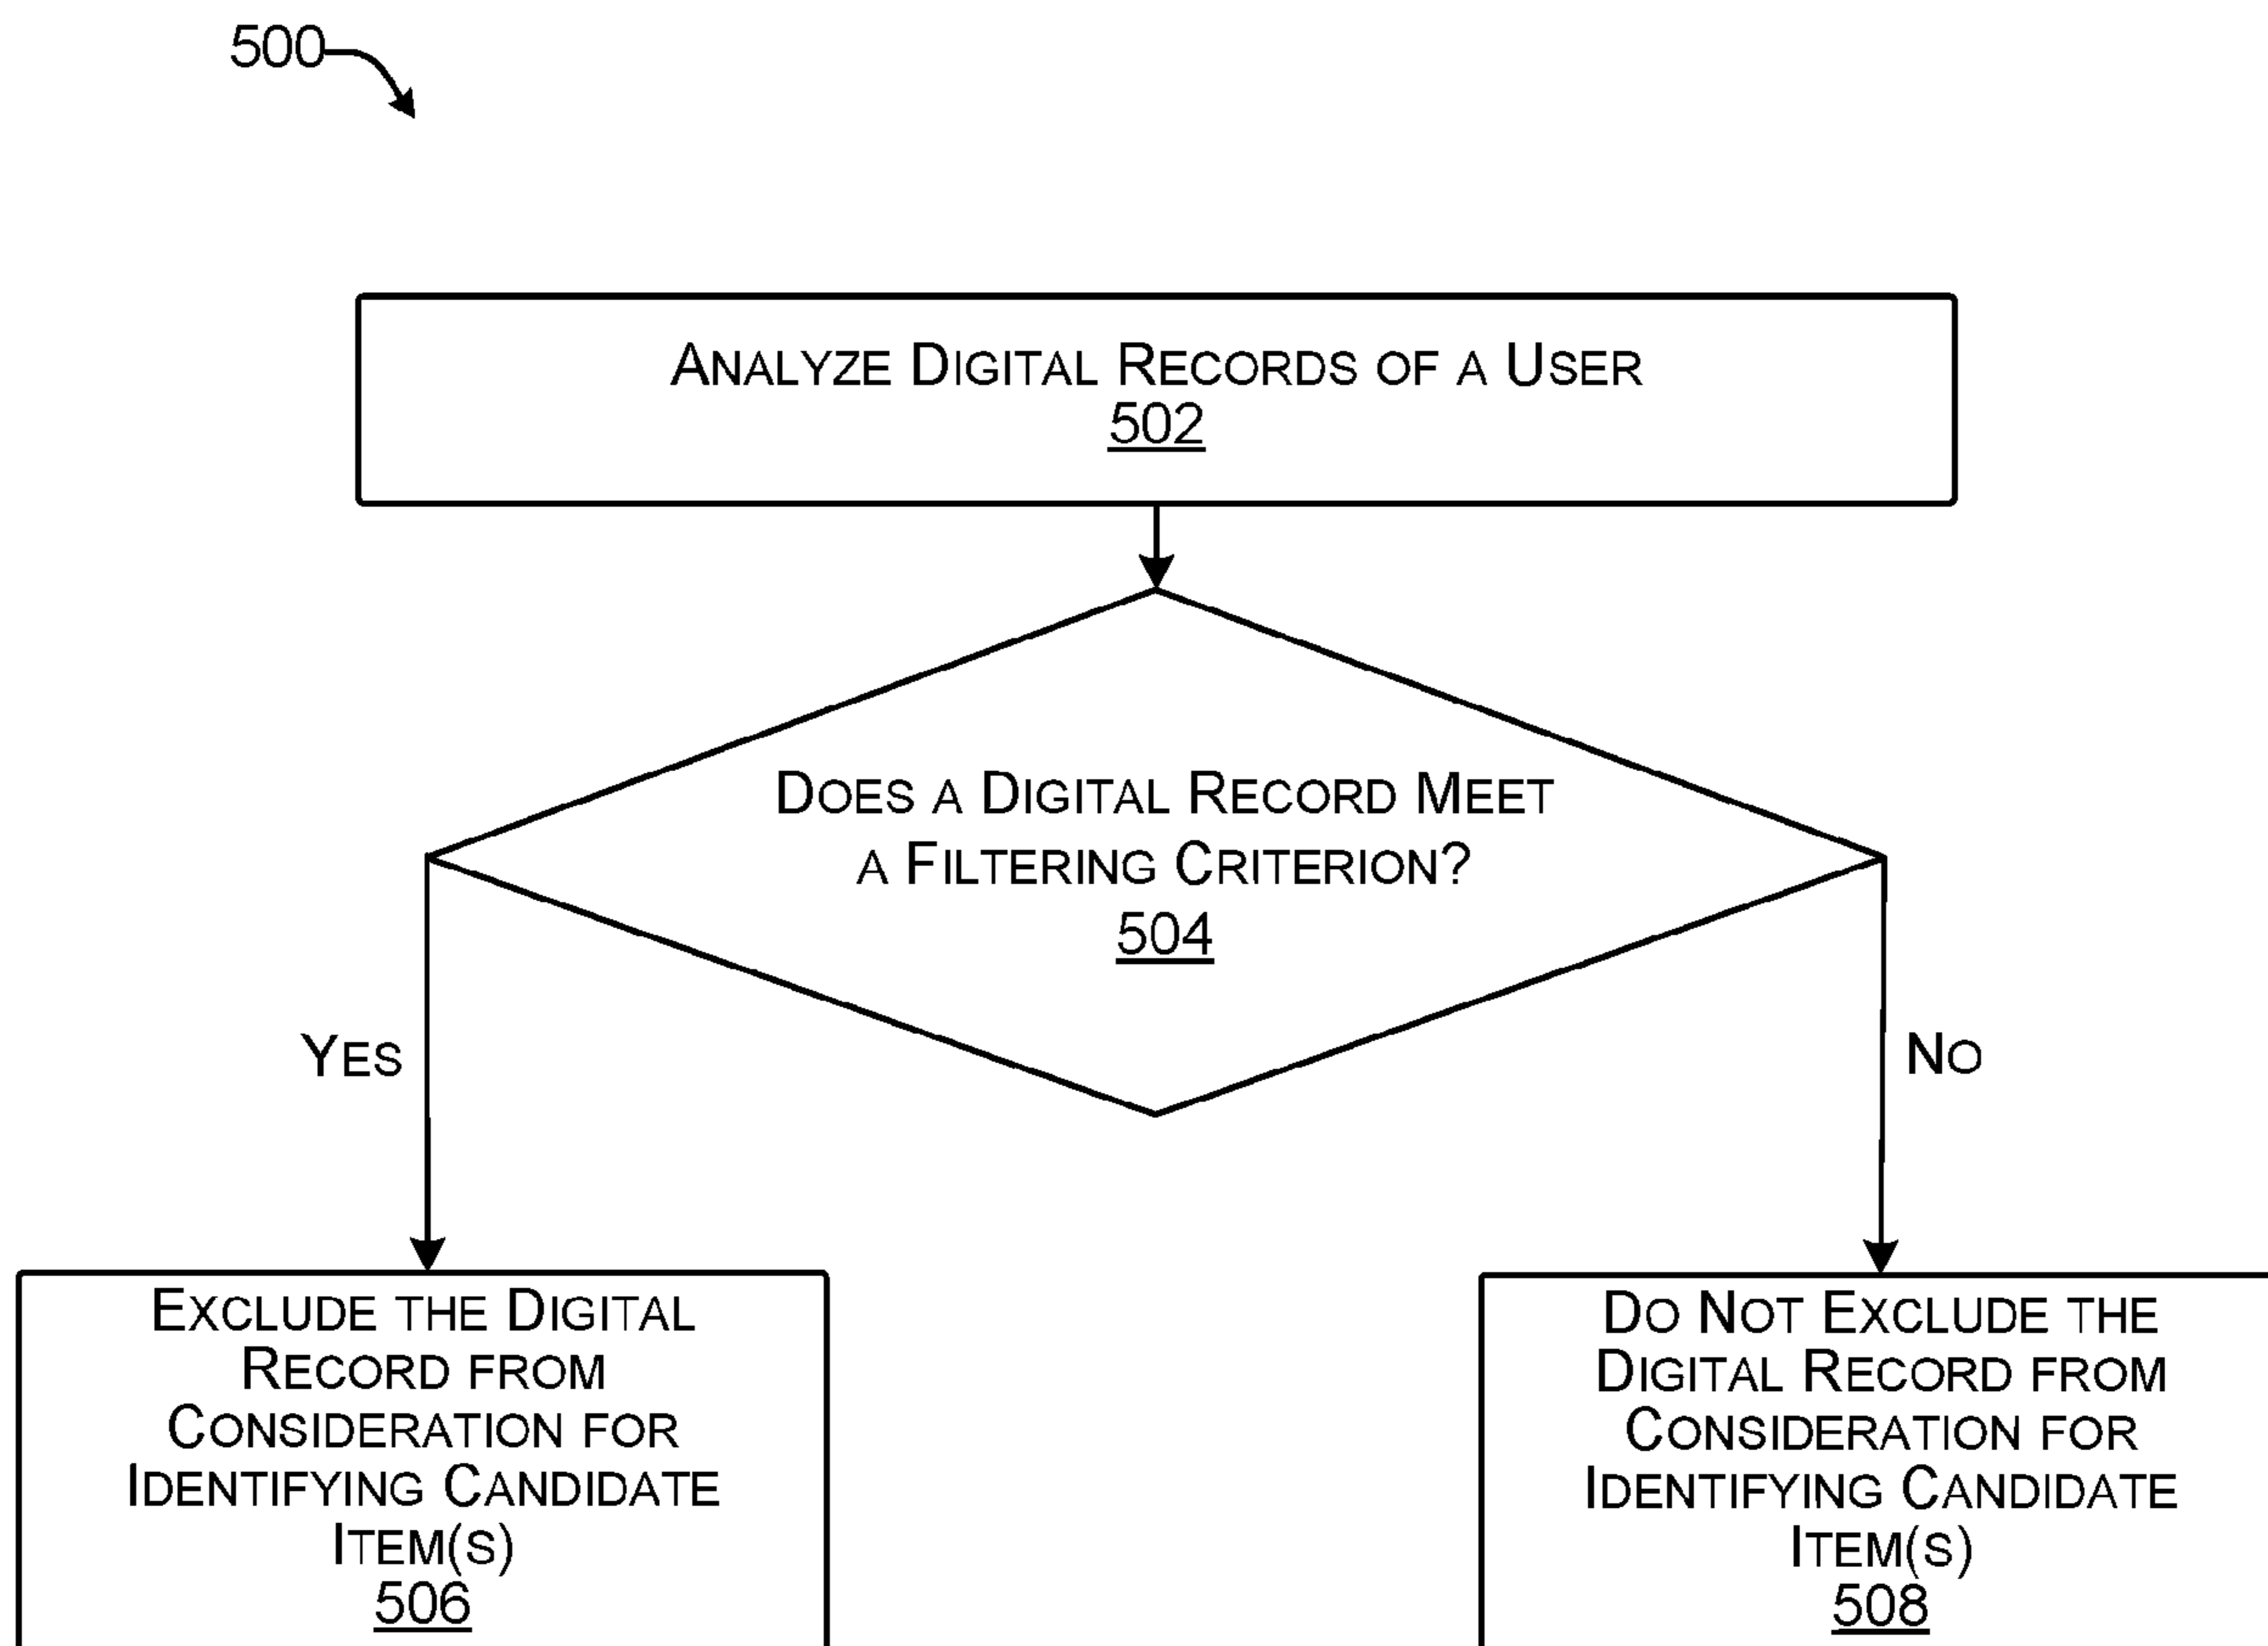 500
Analyze Digital Records of a User
502
Does a Digital Record Meet
a Filtering Criterion?
504
Yes
No
Exclude the Digital
Record from
Consideration for
Identifying Candidate
Item(s)
506
Do Not Exclude the
Digital Record from
Consideration for
Identifying Candidate
Item(s)
508